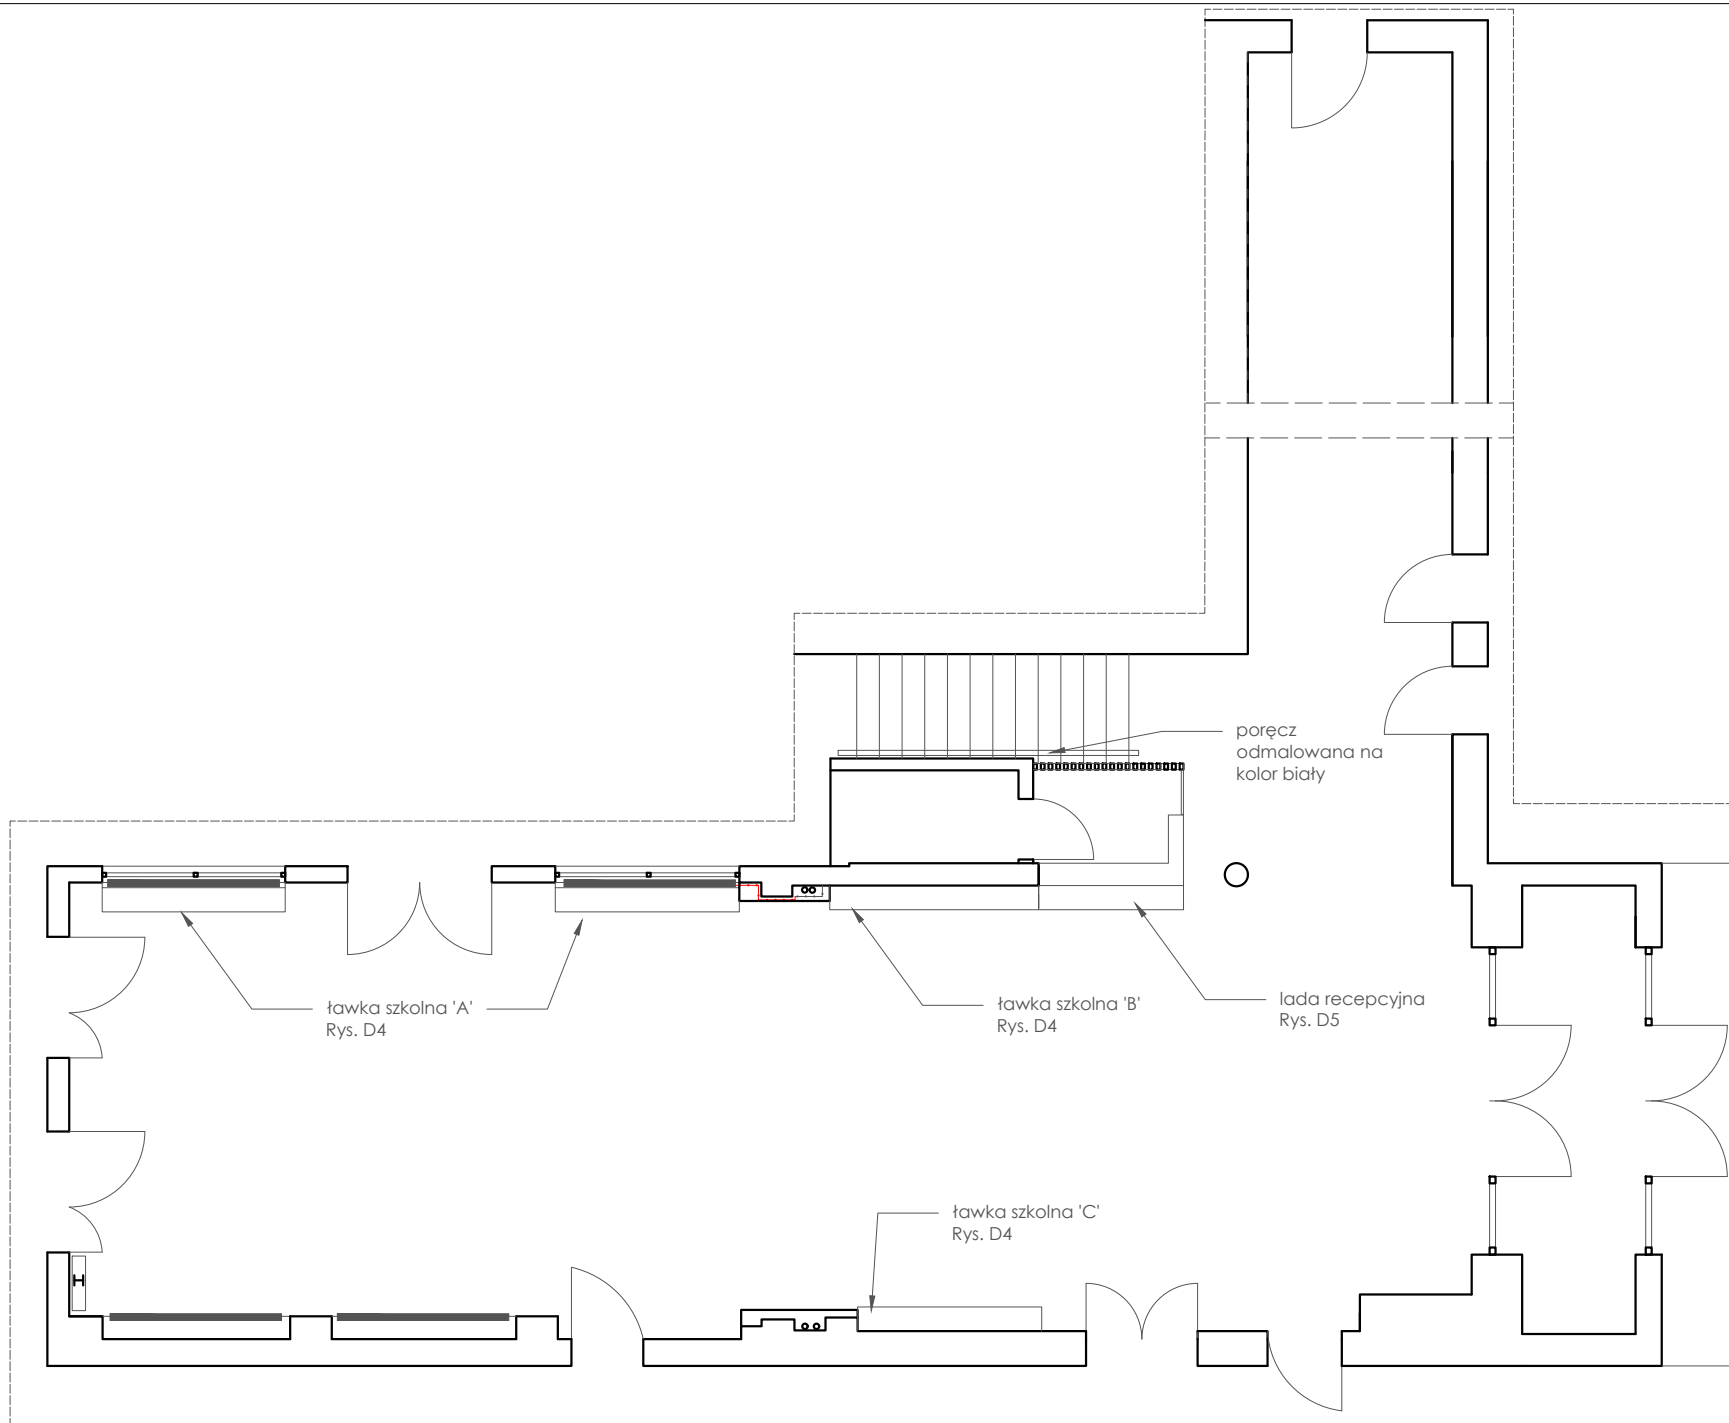 poręcz
odmalowana na
kolor biały
ławka szkolna 'A'
Rys. D4
ławka szkolna 'B'
Rys. D4
lada recepcyjna
Rys. D5
ławka szkolna 'C'
Rys. D4